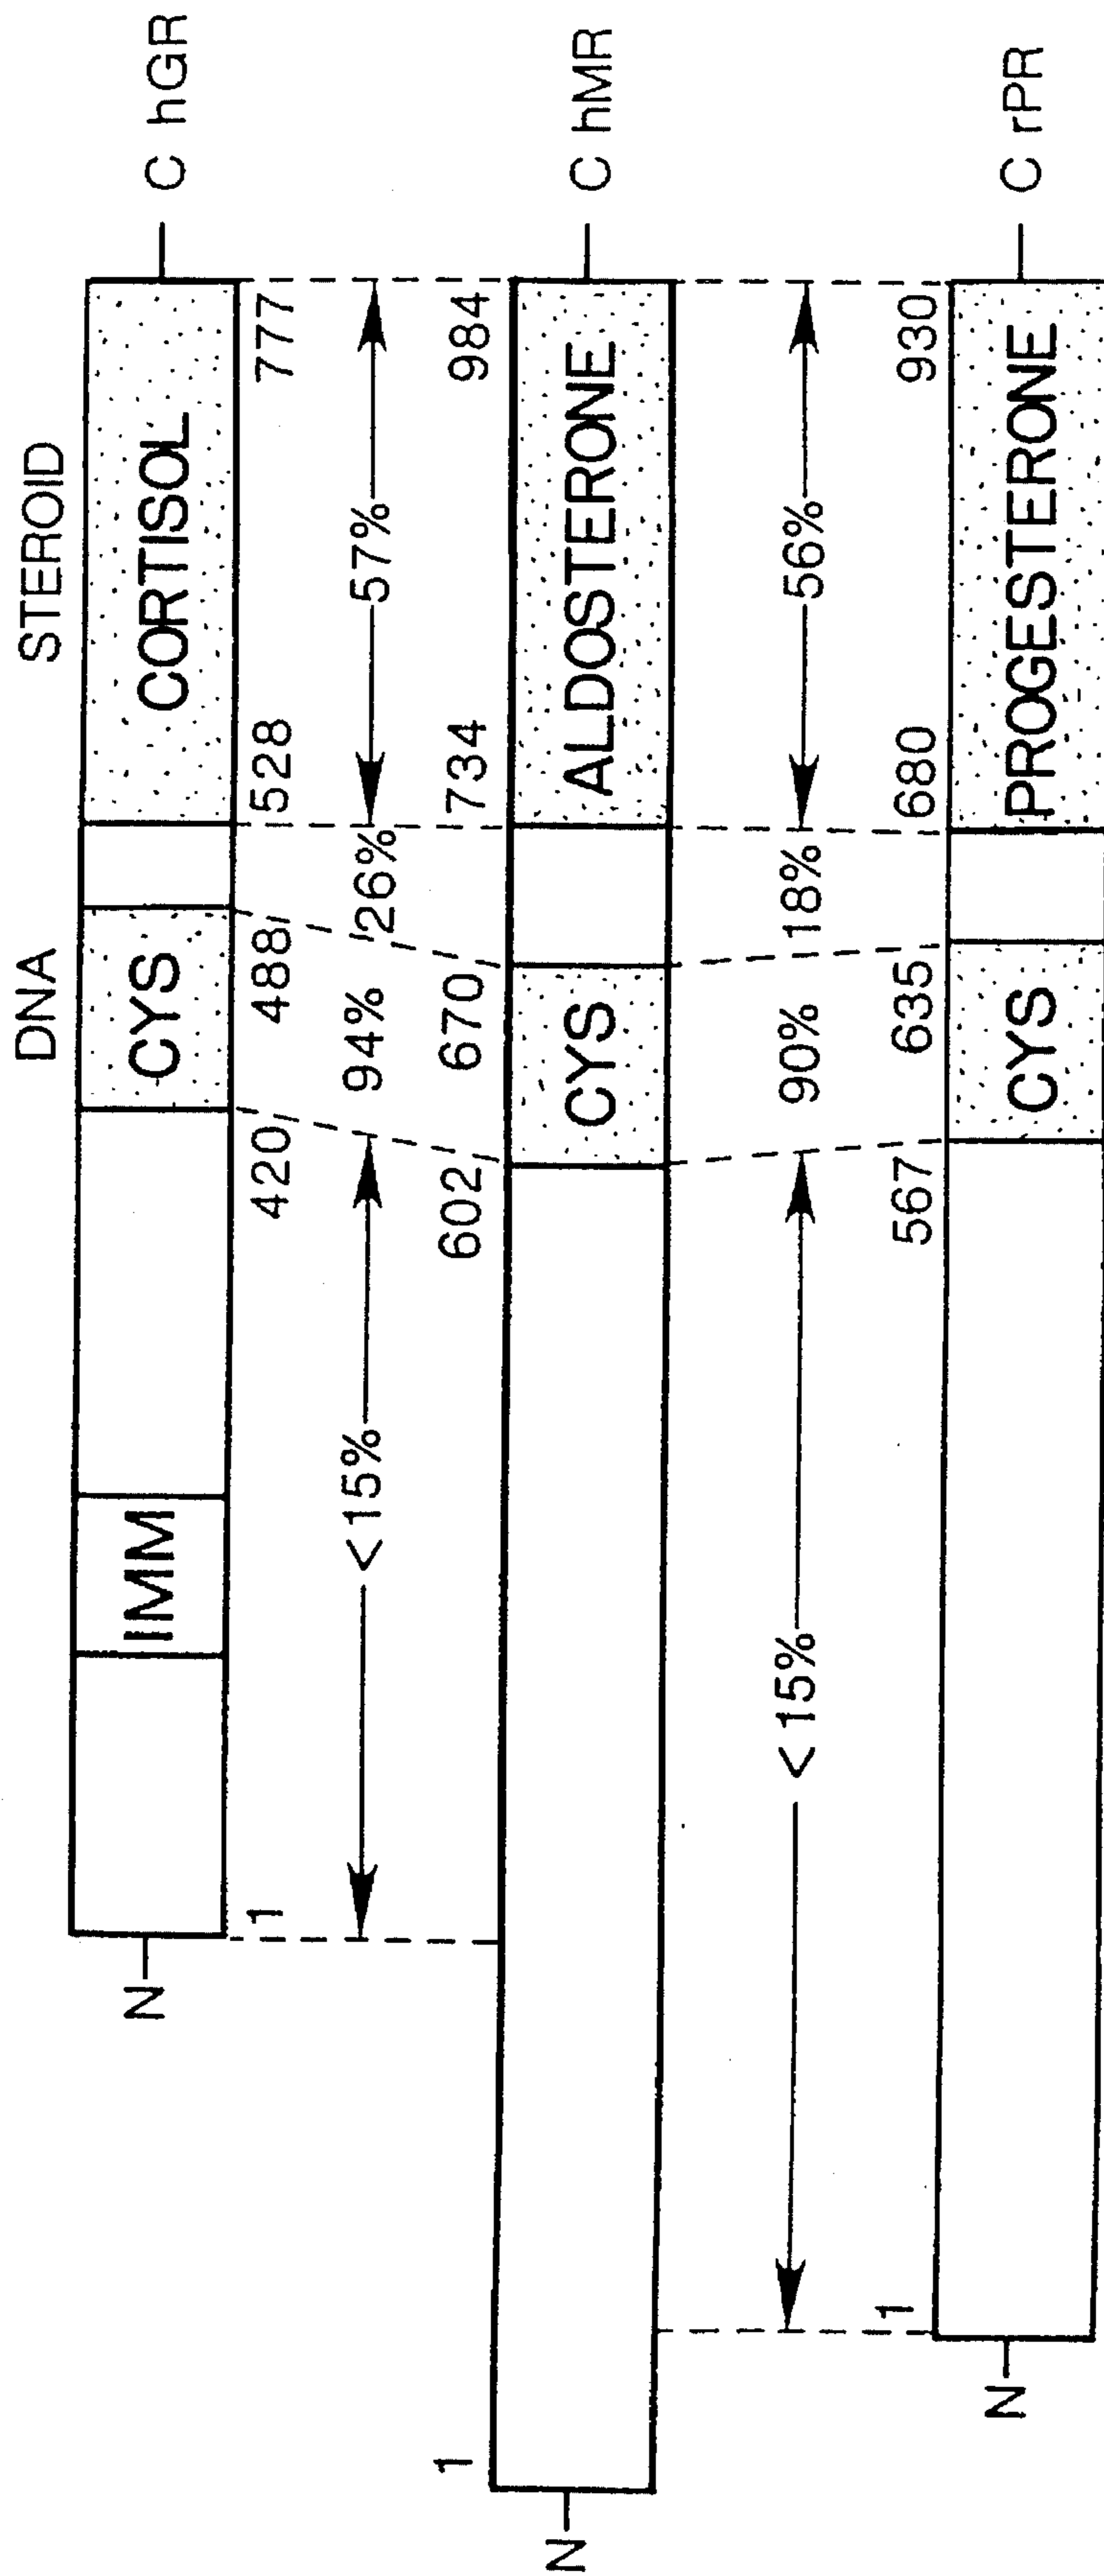 DNA STEROID
N IMM CYS CORTISOL C hGR
1 420 488 528 777
<15% 94% 26% 57%
1 602 670 734 984
N CYS ALDOSTERONE C hMR
<15% 90% 18% 56%
1 567 635 680 930
N CYS PROGESTERONE C rPR